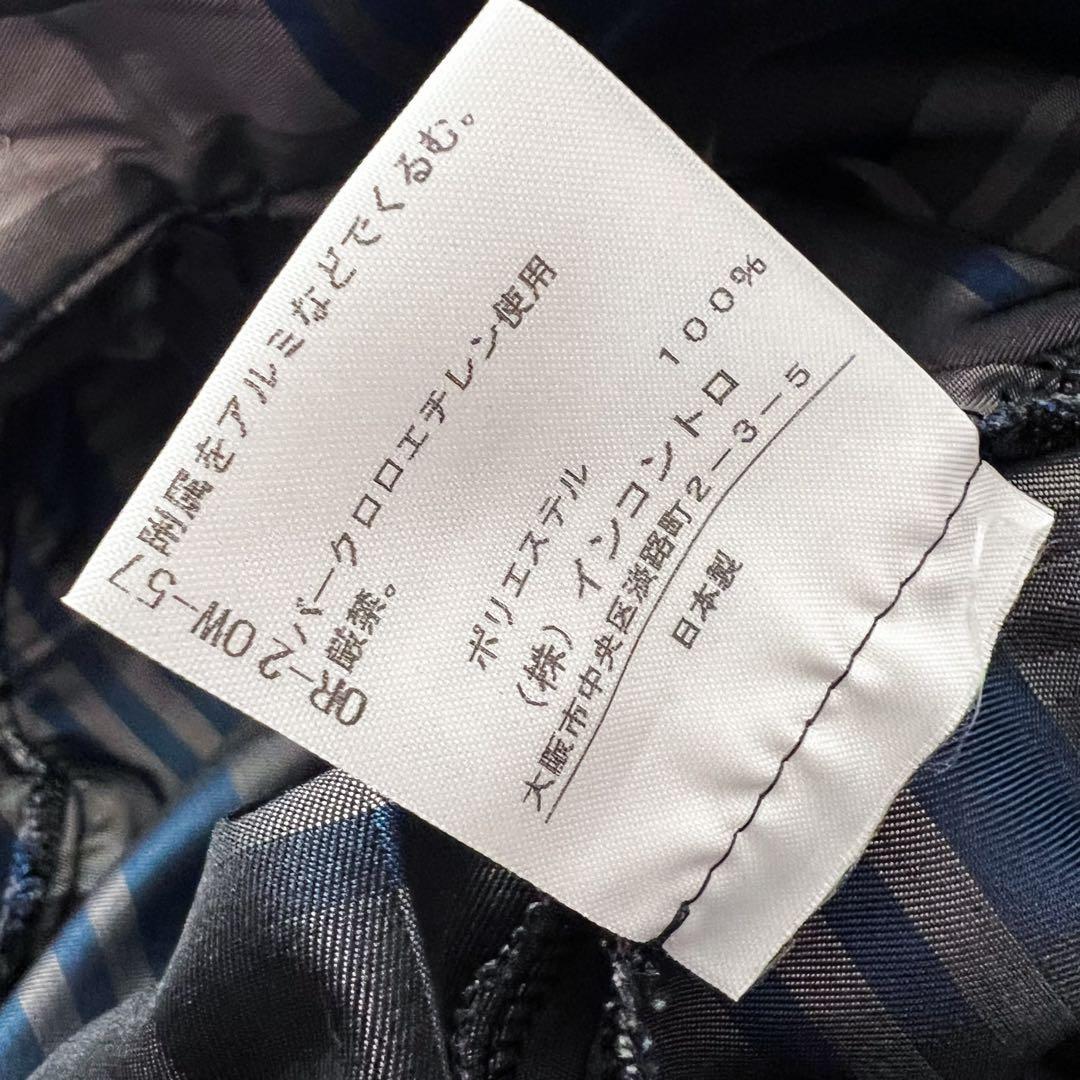 OR-20W-57
附属をアルミなどでくるむ。
パークロロエチレン使用
厳禁。
ポリエステル 100%
(株) インコントロ
大阪市中央区淡路町2-3-5
日本製